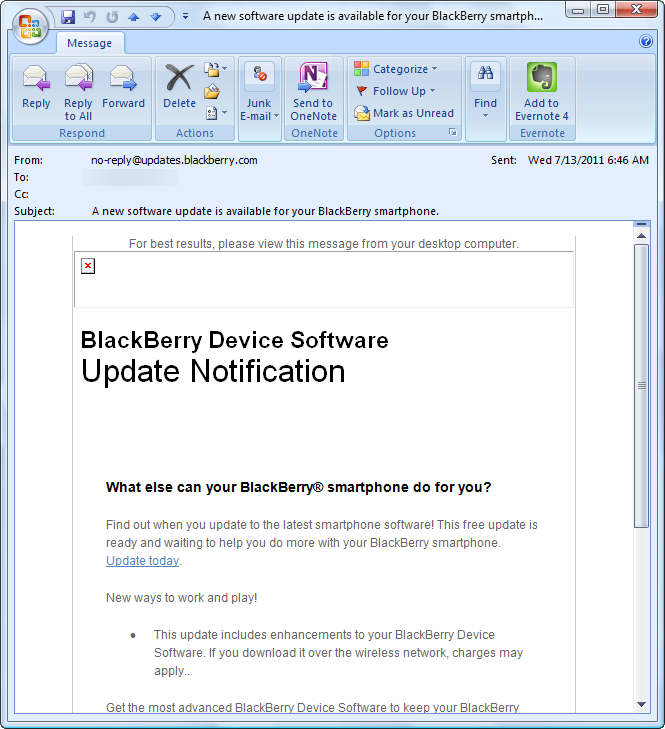 A new software update is available for your BlackBerry smartph...
Message
Reply
Reply to All
Forward
Respond
Delete
Actions
Junk E-mail
Send to OneNote
OneNote
Categorize
Follow Up
Mark as Unread
Options
Find
Add to Evernote 4
Evernote
From: no-reply@updates.blackberry.com Sent: Wed 7/13/2011 6:46 AM
To:
Cc:
Subject: A new software update is available for your BlackBerry smartphone.
For best results, please view this message from your desktop computer.
BlackBerry Device Software
Update Notification
What else can your BlackBerry® smartphone do for you?
Find out when you update to the latest smartphone software! This free update is
ready and waiting to help you do more with your BlackBerry smartphone.
Update today.
New ways to work and play!
• This update includes enhancements to your BlackBerry Device
Software. If you download it over the wireless network, charges may
apply..
Get the most advanced BlackBerry Device Software to keep your BlackBerry